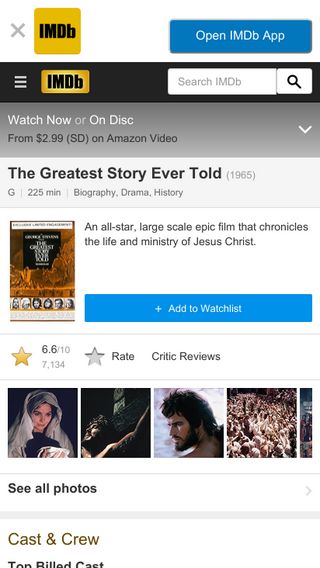 IMDb
Open IMDb App
IMDb
Search IMDb
Watch Now or On Disc
From $2.99 (SD) on Amazon Video
The Greatest Story Ever Told (1965)
G | 225 min | Biography, Drama, History
EXCLUSIVE LIMITED ENGAGEMENT
GEORGE STEVENS
THE GREATEST
STORY
EVER
TOLD
An all-star, large scale epic film that chronicles
the life and ministry of Jesus Christ.
+ Add to Watchlist
6.6/10
7,134
Rate
Critic Reviews
See all photos
Cast & Crew
Top Billed Cast